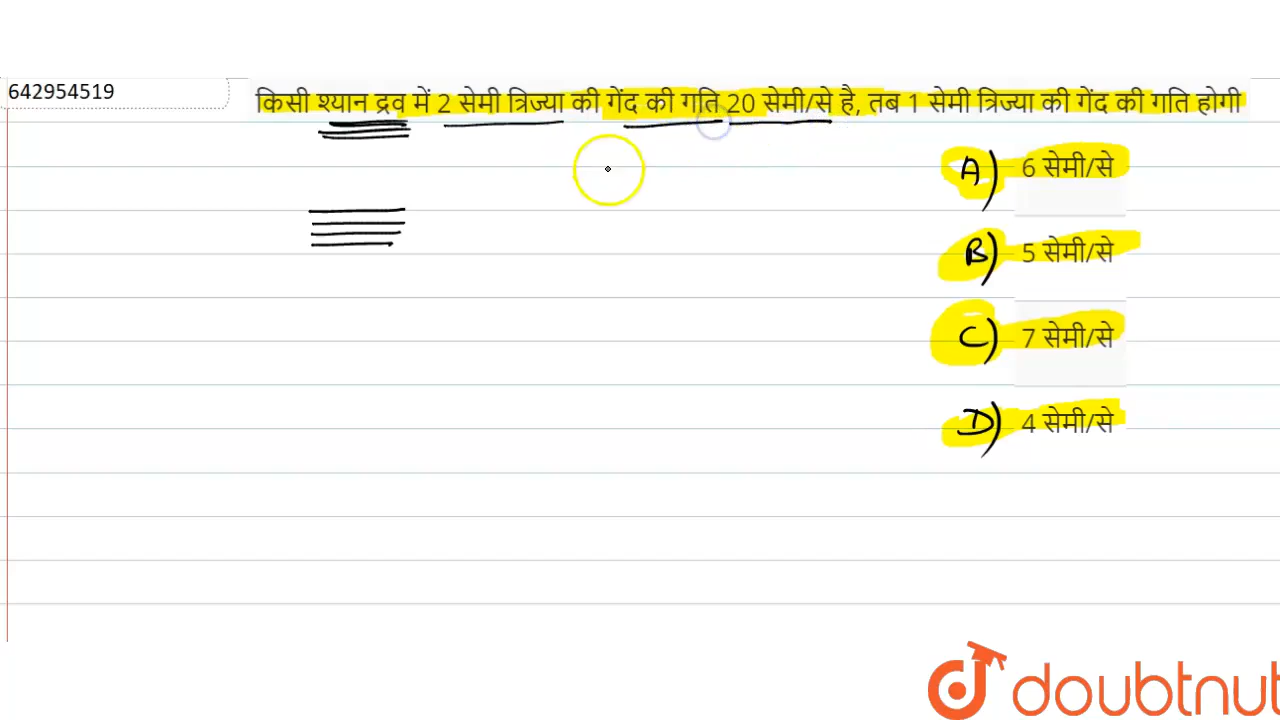 642954519
किसी श्यान द्रव में 2 सेमी त्रिज्या की गेंद की गति 20 सेमी/से है, तब 1 सेमी त्रिज्या की गेंद की गति होगी
A) 6 सेमी/से
B) 5 सेमी/से
C) 7 सेमी/से
D) 4 सेमी/से
doubtnut